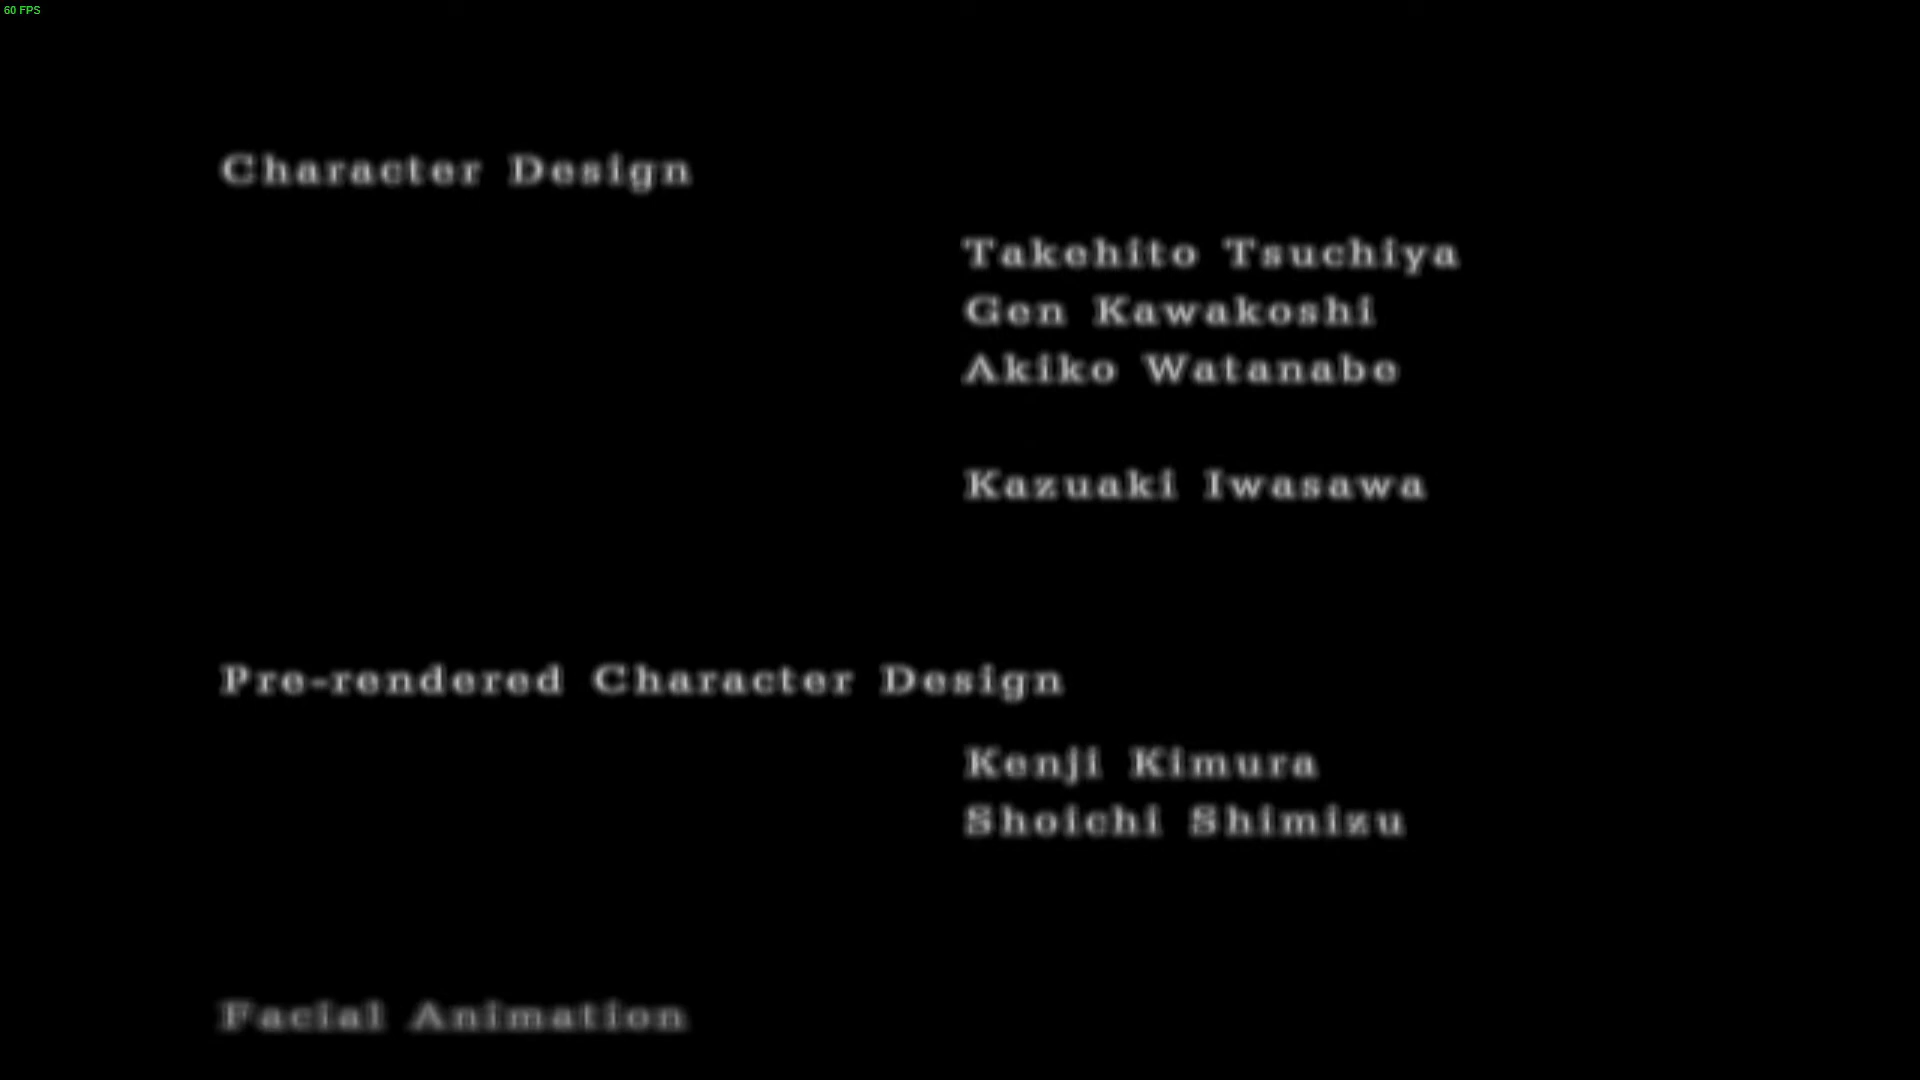 60 FPS
Character Design
Takehito Tsuchiya
Gen Kawakoshi
Akiko Watanabe
Kazuaki Iwasawa
Pre-rendered Character Design
Kenji Kimura
Shoichi Shimizu
Facial Animation